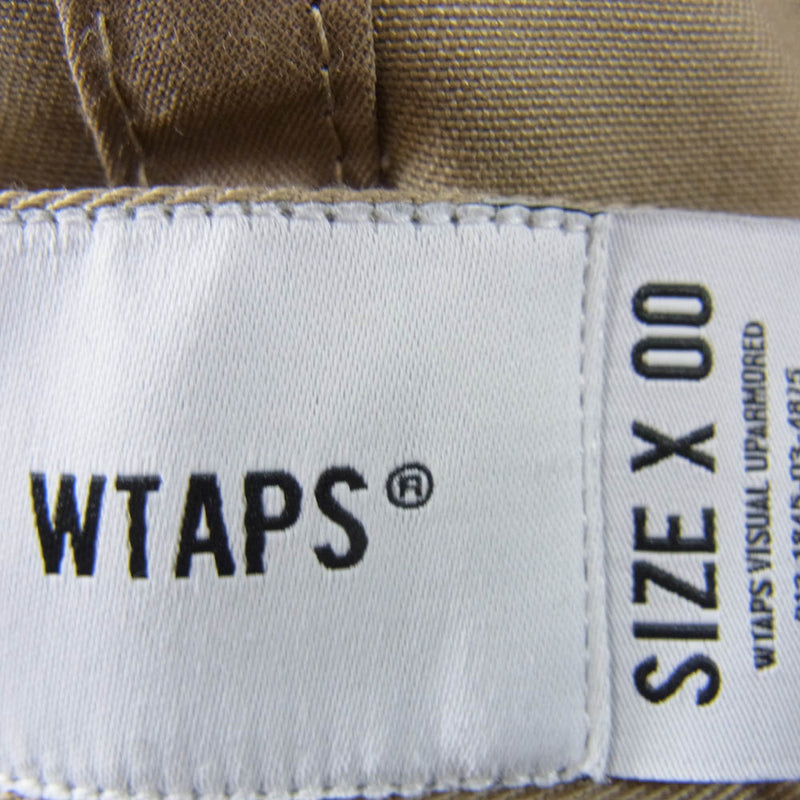 WTAPS®
SIZE X 00
WTAPS VISUAL UPARMORED